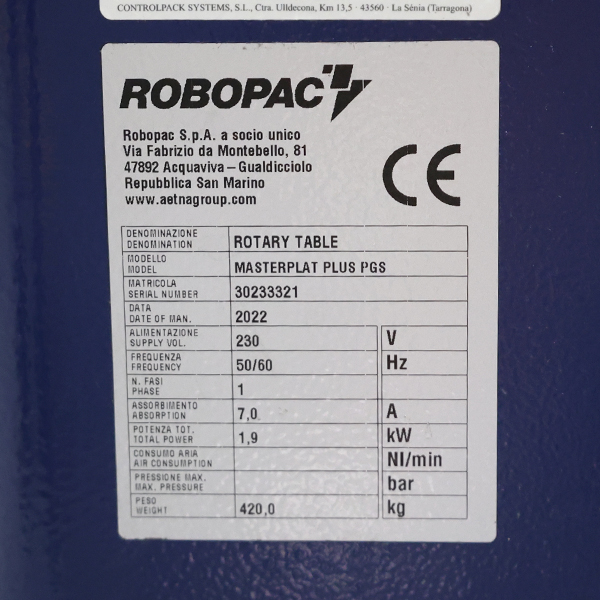 CONTROLPACK SYSTEMS, S.L., Ctra. Ulldecona, Km 13,5 · 43560 · La Sénia (Tarragona)
ROBOPAC
Robopac S.p.A. a socio unico
Via Fabrizio da Montebello, 81
47892 Acquaviva – Gualdicciolo
Repubblica San Marino
www.aetnagroup.com
CE
DENOMINAZIONE
DENOMINATION ROTARY TABLE
MODELLO
MODEL MASTERPLAT PLUS PGS
MATRICOLA
SERIAL NUMBER 30233321
DATA
DATE OF MAN. 2022
ALIMENTAZIONE
SUPPLY VOL. 230 V
FREQUENZA
FREQUENCY 50/60 Hz
N. FASI
PHASE 1
ASSORBIMENTO
ABSORPTION 7,0 A
POTENZA TOT.
TOTAL POWER 1,9 kW
CONSUMO ARIA
AIR CONSUMPTION Nl/min
PRESSIONE MAX.
MAX. PRESSURE bar
PESO
WEIGHT 420,0 kg